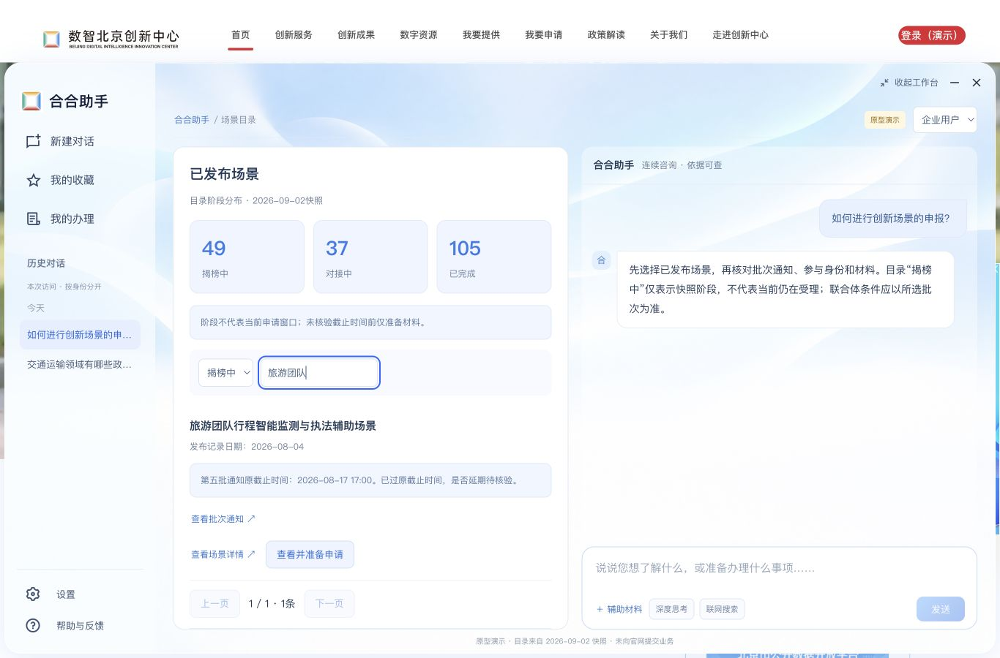 数智北京创新中心
BEIJING DIGITAL INTELLIGENCE INNOVATION CENTER
首页
创新服务
创新成果
数字资源
我要提供
我要申请
政策解读
关于我们
走进创新中心
登录（演示）
合合助手
新建对话
我的收藏
我的办理
历史对话
本次访问 · 按身份分开
今天
如何进行创新场景的申...
交通运输领域有哪些政...
设置
帮助与反馈
收起工作台
合合助手 / 场景目录
原型演示
企业用户
已发布场景
目录阶段分布 · 2026-09-02快照
49
揭榜中
37
对接中
105
已完成
阶段不代表当前申请窗口；未核验截止时间前仅准备材料。
揭榜中
旅游团队
旅游团队行程智能监测与执法辅助场景
发布记录日期：2026-08-04
第五批通知原截止时间：2026-08-17 17:00。已过原截止时间，是否延期待核验。
查看批次通知 ↗
查看场景详情 ↗
查看并准备申请
上一页
1 / 1 · 1条
下一页
合合助手 连续咨询 · 依据可查
如何进行创新场景的申报?
合
先选择已发布场景，再核对批次通知、参与身份和材料。目录“揭榜
中”仅表示快照阶段，不代表当前仍在受理；联合体条件应以所选批
次为准。
说说您想了解什么，或准备办理什么事项......
+ 辅助材料
深度思考
联网搜索
发送
原型演示 · 目录来自 2026-09-02 快照 · 未向官网提交业务